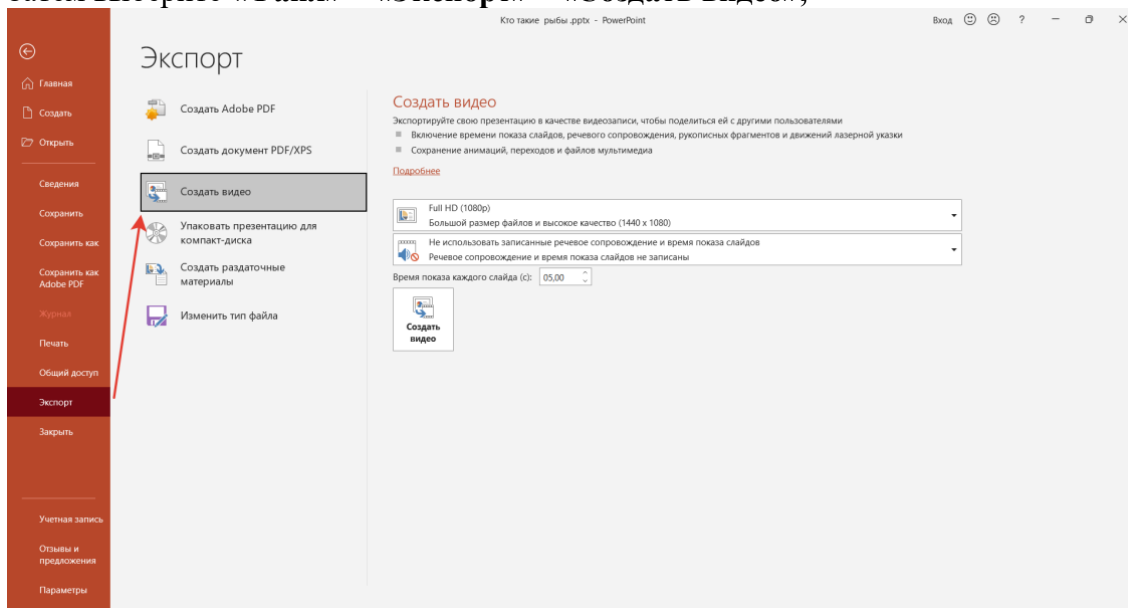 Кто такие рыбы .pptx - PowerPoint
Вход
?
Экспорт
Главная
Создать
Открыть
Сведения
Сохранить
Сохранить как
Сохранить как
Adobe PDF
Журнал
Печать
Общий доступ
Экспорт
Закрыть
Учетная запись
Отзывы и
предложения
Параметры
Создать Adobe PDF
Создать документ PDF/XPS
Создать видео
Упаковать презентацию для
компакт-диска
Создать раздаточные
материалы
Изменить тип файла
Создать видео
Экспортируйте свою презентацию в качестве видеозаписи, чтобы поделиться ей с другими пользователями
Включение времени показа слайдов, речевого сопровождения, рукописных фрагментов и движений лазерной указки
Сохранение анимаций, переходов и файлов мультимедиа
Подробнее
Full HD (1080p)
Большой размер файлов и высокое качество (1440 x 1080)
Не использовать записанные речевое сопровождение и время показа слайдов
Речевое сопровождение и время показа слайдов не записаны
Время показа каждого слайда (с): 05,00
Создать
видео